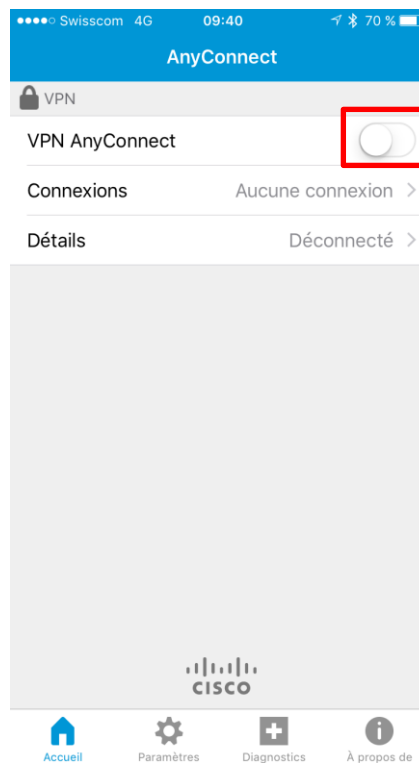 Swisscom 4G 09:40 70 %
AnyConnect
VPN
VPN AnyConnect
Connexions Aucune connexion
Détails Déconnecté
CISCO
Accueil Paramètres Diagnostics À propos de